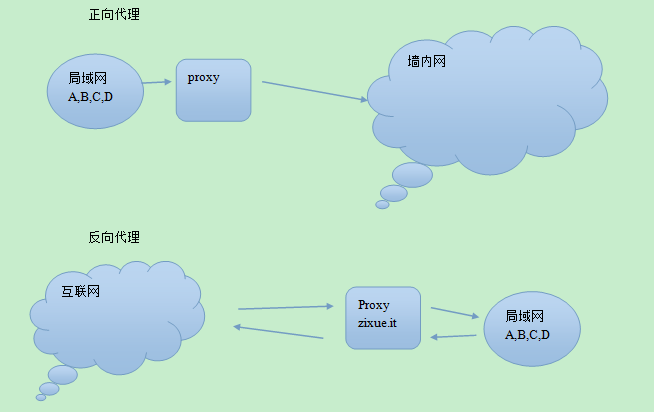 正向代理
局域网
A,B,C,D
proxy
墙内网
反向代理
互联网
Proxy
zixue.it
局域网
A,B,C,D